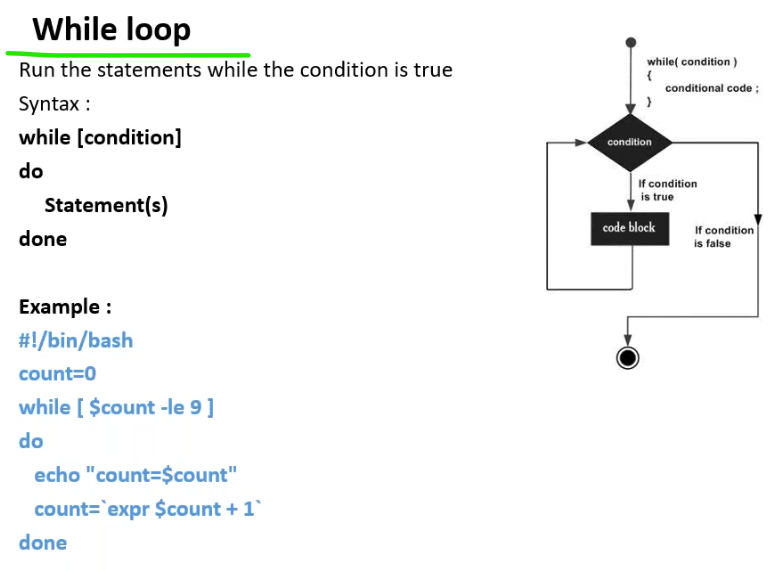 While loop
Run the statements while the condition is true
Syntax :
while [condition]
do
Statement(s)
done
Example :
#!/bin/bash
count=0
while [ $count -le 9 ]
do
echo "count=$count"
count=`expr $count + 1`
done
while( condition )
{
conditional code ;
}
condition
If condition
is true
code block
If condition
is false